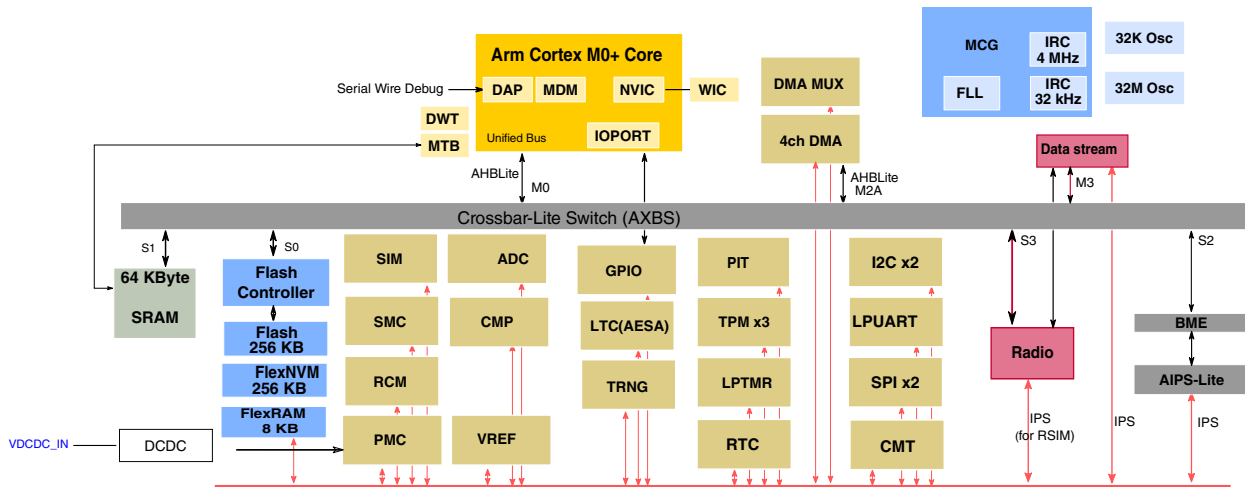 Arm Cortex M0+ Core
Serial Wire Debug
DAP
MDM
NVIC
WIC
DWT
MTB
Unified Bus
IOPORT
DMA MUX
4ch DMA
MCG
IRC
4 MHz
FLL
IRC
32 kHz
32K Osc
32M Osc
Data stream
AHBLite
M0
AHBLite
M2A
M3
Crossbar-Lite Switch (AXBS)
S1
S0
S3
S2
64 KByte
SRAM
Flash
Controller
Flash
256 KB
FlexNVM
256 KB
FlexRAM
8 KB
SIM
SMC
RCM
PMC
ADC
CMP
VREF
GPIO
LTC(AESA)
TRNG
PIT
TPM x3
LPTMR
RTC
I2C x2
LPUART
SPI x2
CMT
Radio
BME
AIPS-Lite
IPS
(for RSIM)
IPS
IPS
VDCDC_IN
DCDC